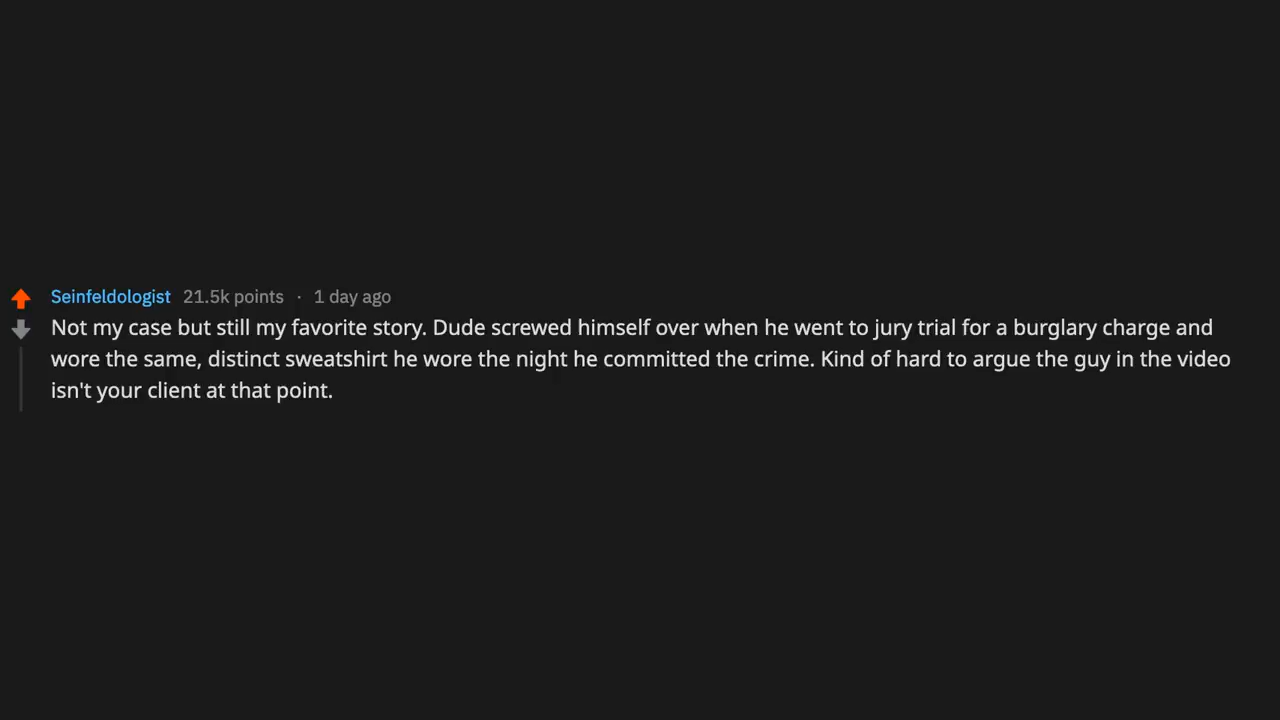 Seinfeldologist 21.5k points · 1 day ago
Not my case but still my favorite story. Dude screwed himself over when he went to jury trial for a burglary charge and
wore the same, distinct sweatshirt he wore the night he committed the crime. Kind of hard to argue the guy in the video
isn't your client at that point.